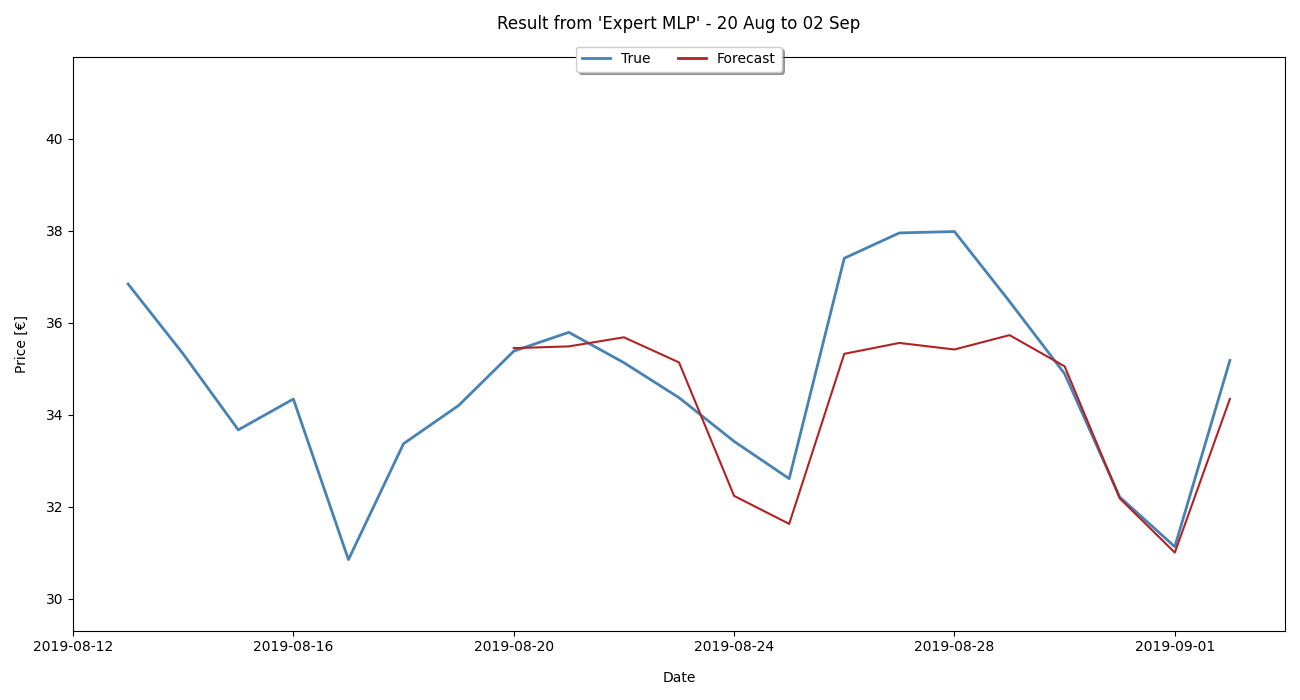 Result from 'Expert MLP' - 20 Aug to 02 Sep
True Forecast
40
38
36
34
32
30
Price [€]
2019-08-12 2019-08-16 2019-08-20 2019-08-24 2019-08-28 2019-09-01
Date